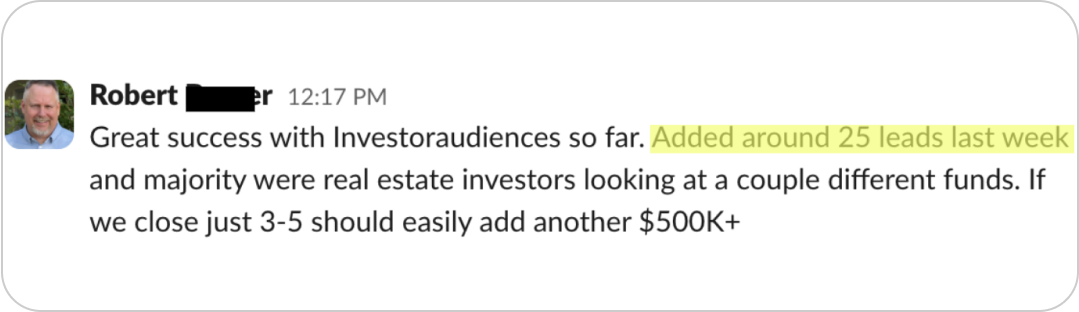 Robert er 12:17 PM
Great success with Investoraudiences so far. Added around 25 leads last week
and majority were real estate investors looking at a couple different funds. If
we close just 3-5 should easily add another $500K+